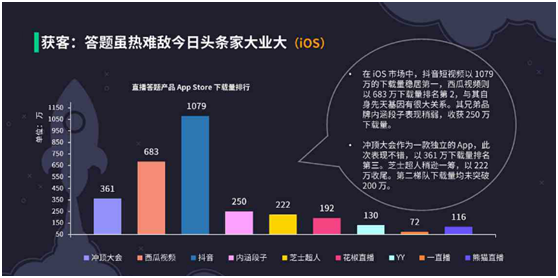 获客：答题虽热难敌今日头条家大业大（iOS）
直播答题产品 App Store 下载量排行
单位：万
1150
1050
950
850
750
650
550
450
350
250
150
50
361
683
1079
250
222
192
130
72
116
冲顶大会
西瓜视频
抖音
内涵段子
芝士超人
花椒直播
YY
一直播
熊猫直播
• 在 iOS 市场中，抖音短视频以 1079
万的下载量稳居第一，西瓜视频则
以 683 万下载量排名第 2，与其自
身先天基因有很大关系。其兄弟品
牌内涵段子表现稍弱，收获 250 万
下载量。
• 冲顶大会作为一款独立的 App，此
次表现不错，以 361 万下载量排名
第三。芝士超人稍逊一筹，以 222
万收尾。第二梯队下载量均未突破
200 万。